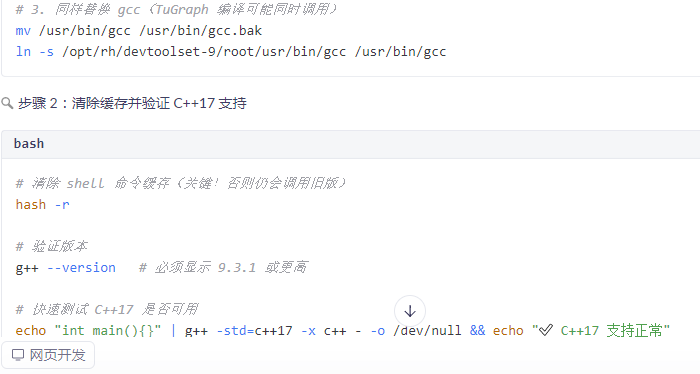 # 3. 同样替换 gcc（TuGraph 编译可能同时调用）
mv /usr/bin/gcc /usr/bin/gcc.bak
ln -s /opt/rh/devtoolset-9/root/usr/bin/gcc /usr/bin/gcc
🔍 步骤 2：清除缓存并验证 C++17 支持
bash
# 清除 shell 命令缓存（关键！否则仍会调用旧版）
hash -r
# 验证版本
g++ --version   # 必须显示 9.3.1 或更高
# 快速测试 C++17 是否可用
echo "int main(){}" | g++ -std=c++17 -x c++ - -o /dev/null && echo "✅ C++17 支持正常"
网页开发